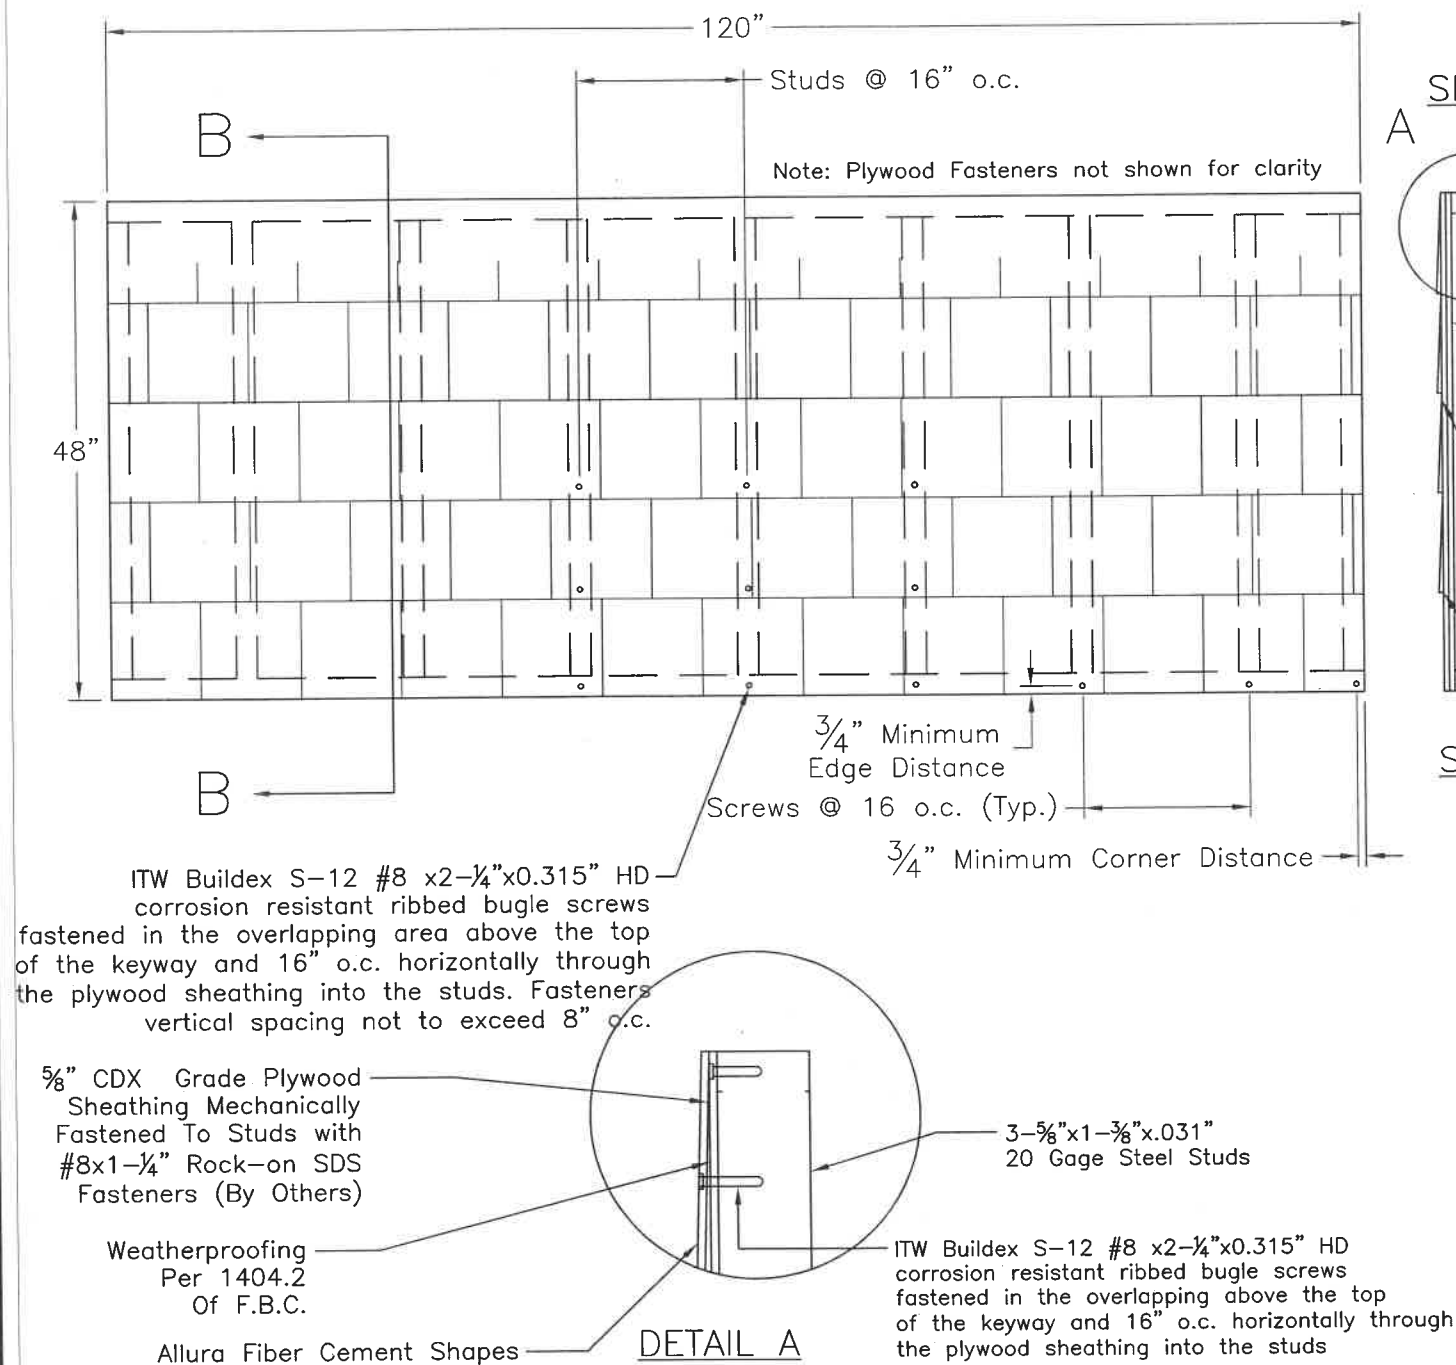 120"
Studs @ 16" o.c.
B
A
Note: Plywood Fasteners not shown for clarity
48"
3/4" Minimum
Edge Distance
B
Screws @ 16 o.c. (Typ.)
3/4" Minimum Corner Distance
ITW Buildex S-12 #8 x2-1/4"x0.315" HD
corrosion resistant ribbed bugle screws
fastened in the overlapping area above the top
of the keyway and 16" o.c. horizontally through
the plywood sheathing into the studs. Fasteners
vertical spacing not to exceed 8" o.c.
5/8" CDX Grade Plywood
Sheathing Mechanically
Fastened To Studs with
#8x1-1/4" Rock-on SDS
Fasteners (By Others)
3-5/8"x1-3/8"x.031"
20 Gage Steel Studs
Weatherproofing
Per 1404.2
Of F.B.C.
ITW Buildex S-12 #8 x2-1/4"x0.315" HD
corrosion resistant ribbed bugle screws
fastened in the overlapping above the top
of the keyway and 16" o.c. horizontally through
the plywood sheathing into the studs
Allura Fiber Cement Shapes
DETAIL A